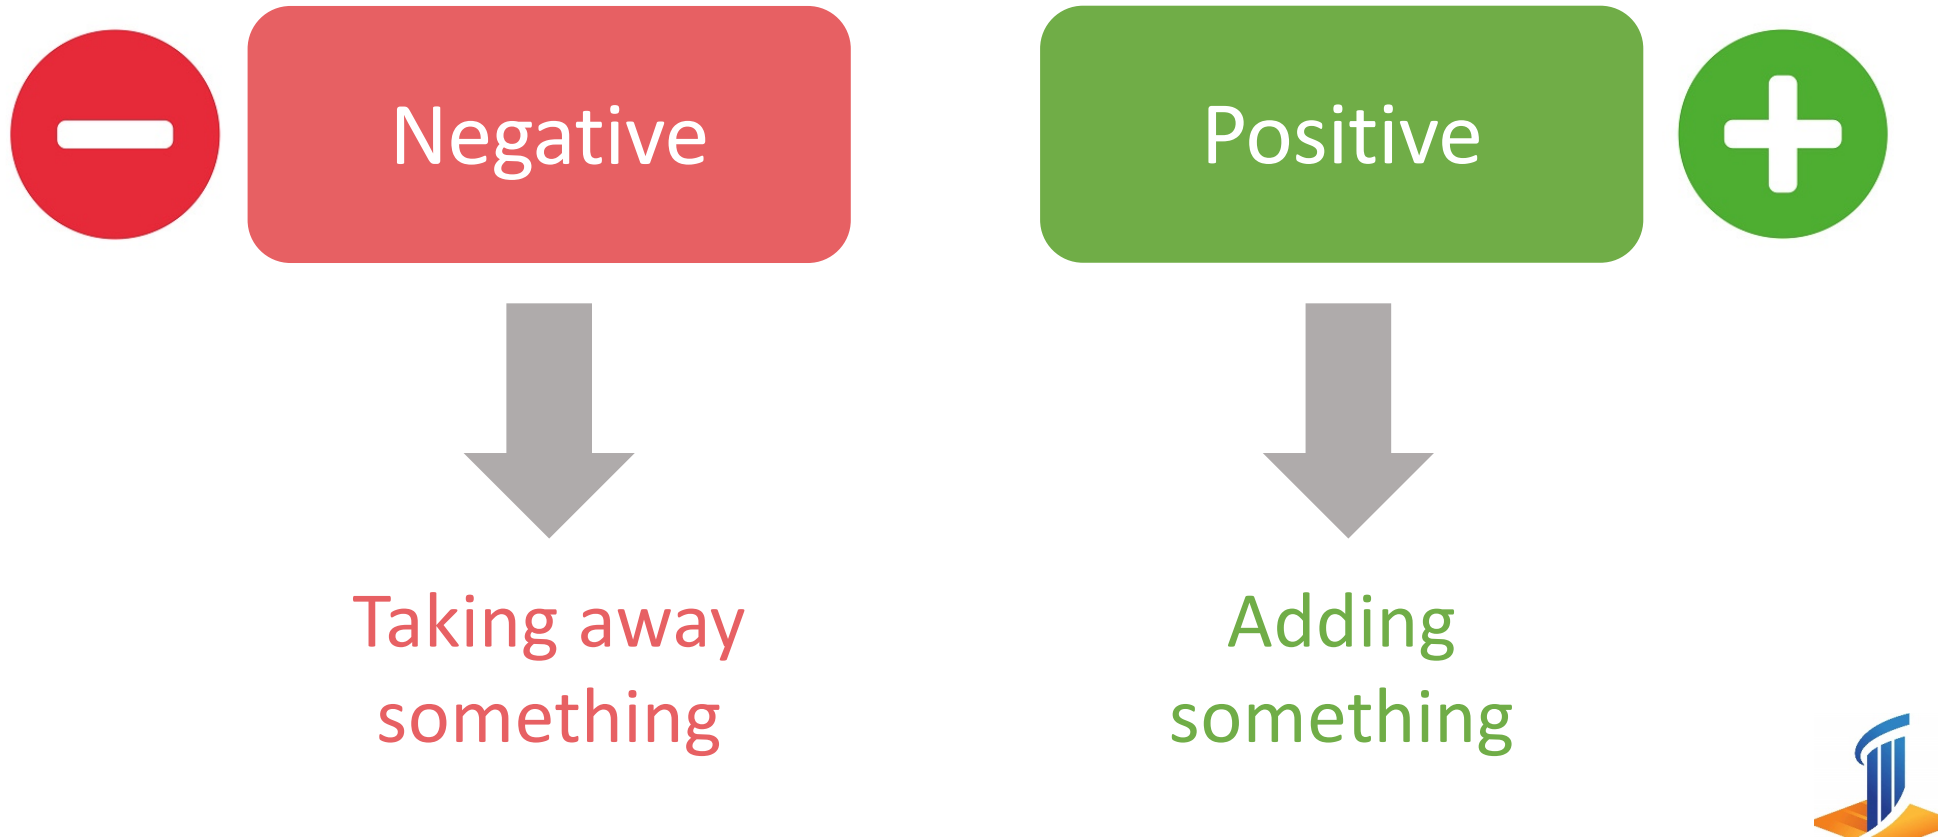 Negative
Positive
Taking away
something
Adding
something